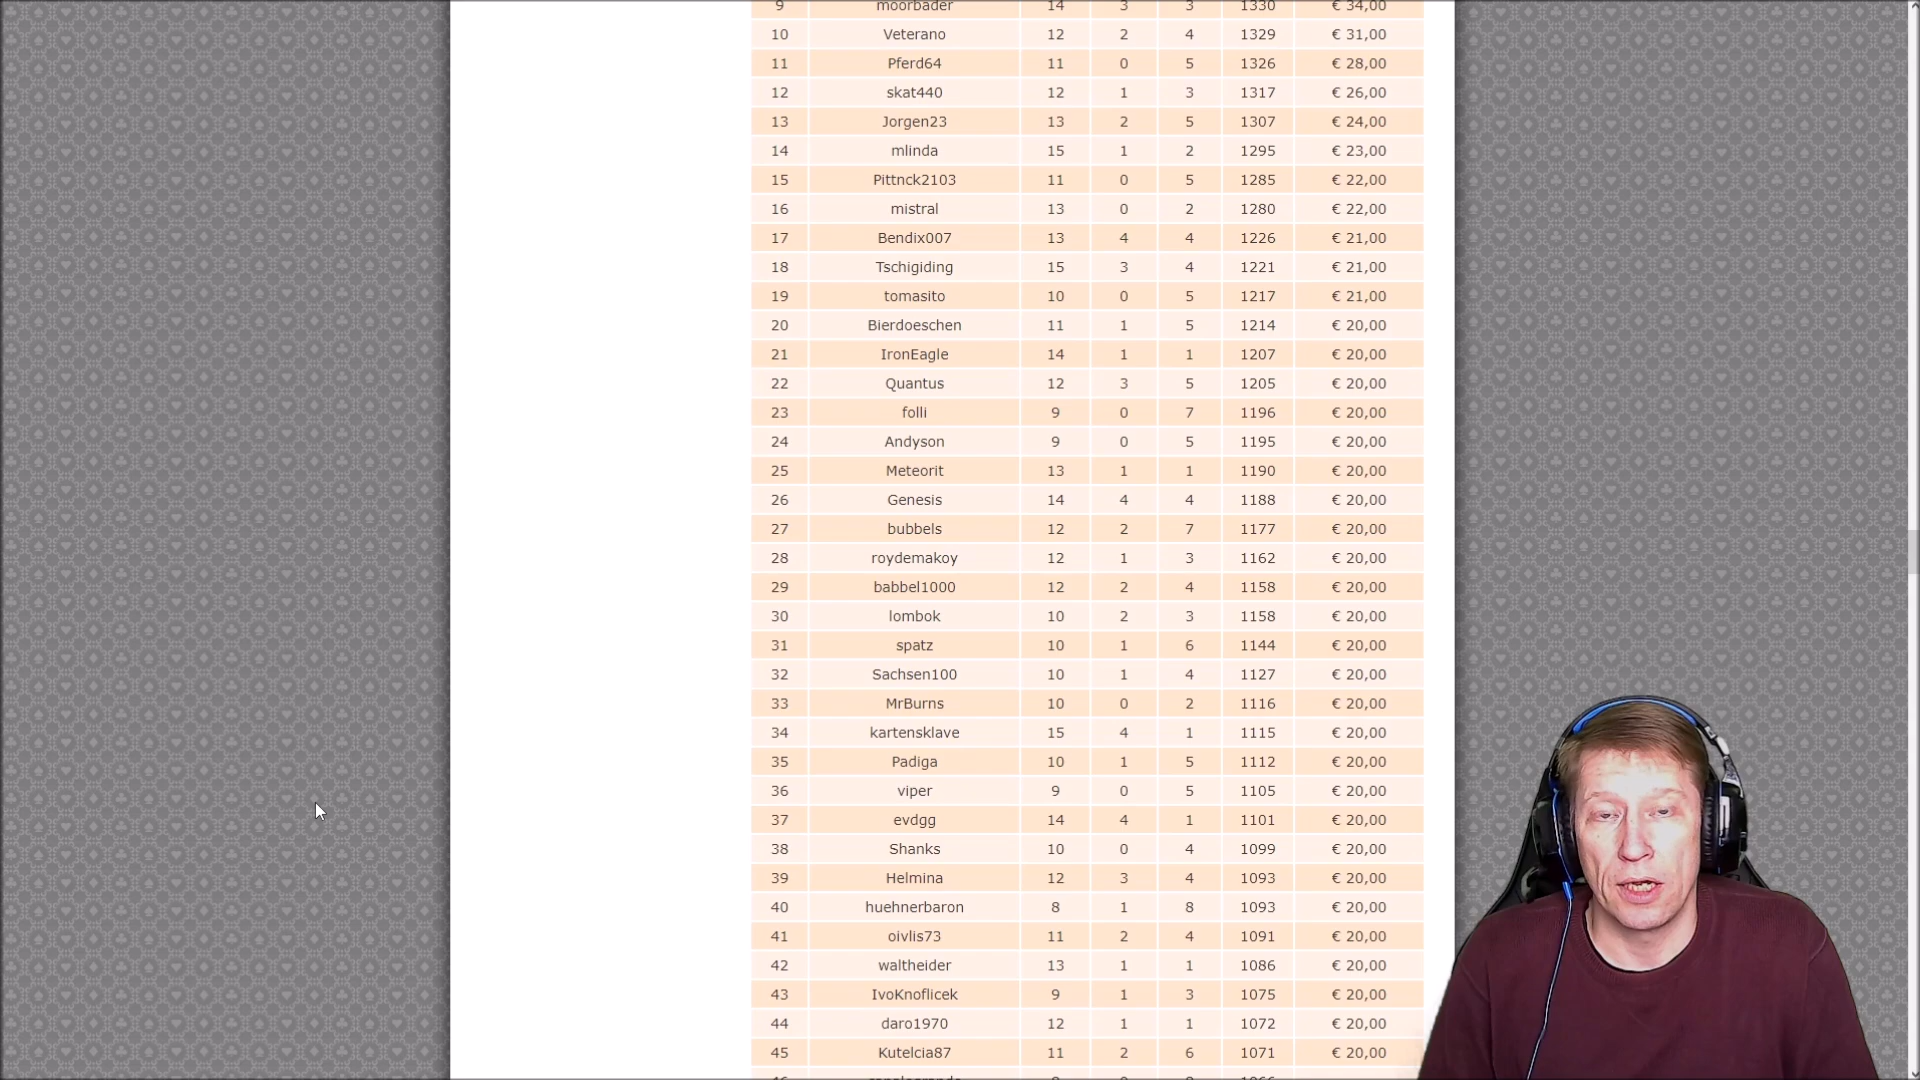 9 moorbader 14 3 3 1330 € 34,00
10 Veterano 12 2 4 1329 € 31,00
11 Pferd64 11 0 5 1326 € 28,00
12 skat440 12 1 3 1317 € 26,00
13 Jorgen23 13 2 5 1307 € 24,00
14 mlinda 15 1 2 1295 € 23,00
15 Pittnck2103 11 0 5 1285 € 22,00
16 mistral 13 0 2 1280 € 22,00
17 Bendix007 13 4 4 1226 € 21,00
18 Tschigiding 15 3 4 1221 € 21,00
19 tomasito 10 0 5 1217 € 21,00
20 Bierdoeschen 11 1 5 1214 € 20,00
21 IronEagle 14 1 1 1207 € 20,00
22 Quantus 12 3 5 1205 € 20,00
23 folli 9 0 7 1196 € 20,00
24 Andyson 9 0 5 1195 € 20,00
25 Meteorit 13 1 1 1190 € 20,00
26 Genesis 14 4 4 1188 € 20,00
27 bubbels 12 2 7 1177 € 20,00
28 roydemakoy 12 1 3 1162 € 20,00
29 babbel1000 12 2 4 1158 € 20,00
30 lombok 10 2 3 1158 € 20,00
31 spatz 10 1 6 1144 € 20,00
32 Sachsen100 10 1 4 1127 € 20,00
33 MrBurns 10 0 2 1116 € 20,00
34 kartensklave 15 4 1 1115 € 20,00
35 Padiga 10 1 5 1112 € 20,00
36 viper 9 0 5 1105 € 20,00
37 evdgg 14 4 1 1101 € 20,00
38 Shanks 10 0 4 1099 € 20,00
39 Helmina 12 3 4 1093 € 20,00
40 huehnerbaron 8 1 8 1093 € 20,00
41 oivlis73 11 2 4 1091 € 20,00
42 waltheider 13 1 1 1086 € 20,00
43 IvoKnoflicek 9 1 3 1075 € 20,00
44 daro1970 12 1 1 1072 € 20,00
45 Kutelcia87 11 2 6 1071 € 20,00